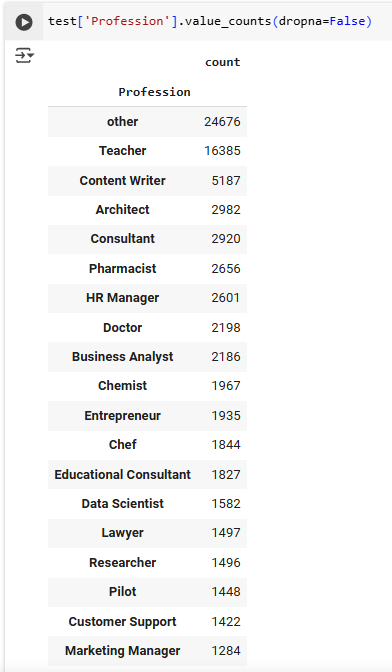 test['Profession'].value_counts(dropna=False)
count
Profession
other 24676
Teacher 16385
Content Writer 5187
Architect 2982
Consultant 2920
Pharmacist 2656
HR Manager 2601
Doctor 2198
Business Analyst 2186
Chemist 1967
Entrepreneur 1935
Chef 1844
Educational Consultant 1827
Data Scientist 1582
Lawyer 1497
Researcher 1496
Pilot 1448
Customer Support 1422
Marketing Manager 1284